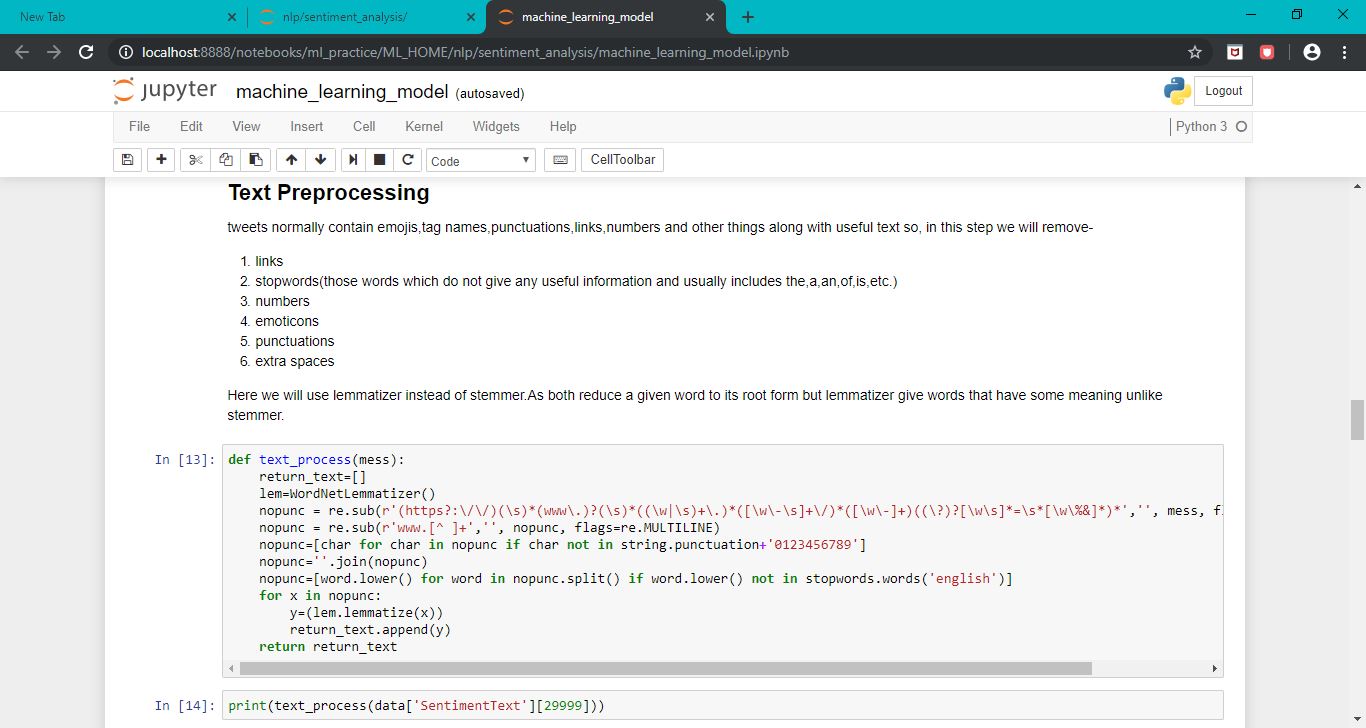 New Tab
nlp/sentiment_analysis/
machine_learning_model
localhost:8888/notebooks/ml_practice/ML_HOME/nlp/sentiment_analysis/machine_learning_model.ipynb
jupyter machine_learning_model (autosaved)
Logout
File Edit View Insert Cell Kernel Widgets Help
Python 3
Code
CellToolbar
Text Preprocessing
tweets normally contain emojis,tag names,punctuations,links,numbers and other things along with useful text so, in this step we will remove-
1. links
2. stopwords(those words which do not give any useful information and usually includes the,a,an,of,is,etc.)
3. numbers
4. emoticons
5. punctuations
6. extra spaces
Here we will use lemmatizer instead of stemmer.As both reduce a given word to its root form but lemmatizer give words that have some meaning unlike
stemmer.
In [13]:
def text_process(mess):
    return_text=[]
    lem=WordNetLemmatizer()
    nopunc = re.sub(r'(https?:\/\/)(\s)*(www\.)?(\s)*((\w|\s)+\.)*([\w\-\s]+\/)*([\w\-]+)((\?)?[\w\s]*=\s*[\w\%&]*)*','', mess, fl
    nopunc = re.sub(r'www.[^ ]+','', nopunc, flags=re.MULTILINE)
    nopunc=[char for char in nopunc if char not in string.punctuation+'0123456789']
    nopunc=''.join(nopunc)
    nopunc=[word.lower() for word in nopunc.split() if word.lower() not in stopwords.words('english')]
    for x in nopunc:
        y=(lem.lemmatize(x))
        return_text.append(y)
    return return_text
In [14]:
print(text_process(data['SentimentText'][29999]))